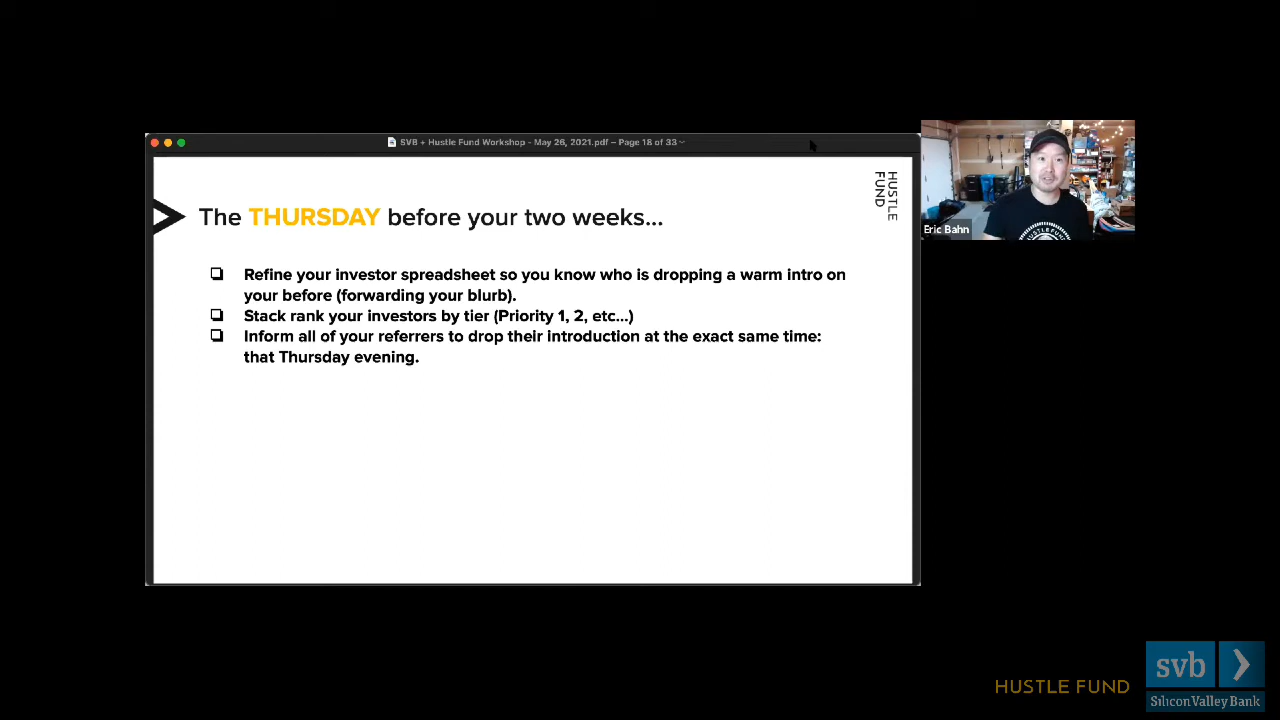 SVB + Hustle Fund Workshop - May 26, 2021.pdf – Page 18 of 33
HUSTLE
FUND
The THURSDAY before your two weeks...
Refine your investor spreadsheet so you know who is dropping a warm intro on
your before (forwarding your blurb).
Stack rank your investors by tier (Priority 1, 2, etc...)
Inform all of your referrers to drop their introduction at the exact same time:
that Thursday evening.
HUSTLE FUND
Eric Bahn
HUSTLE FUND
svb
Silicon Valley Bank